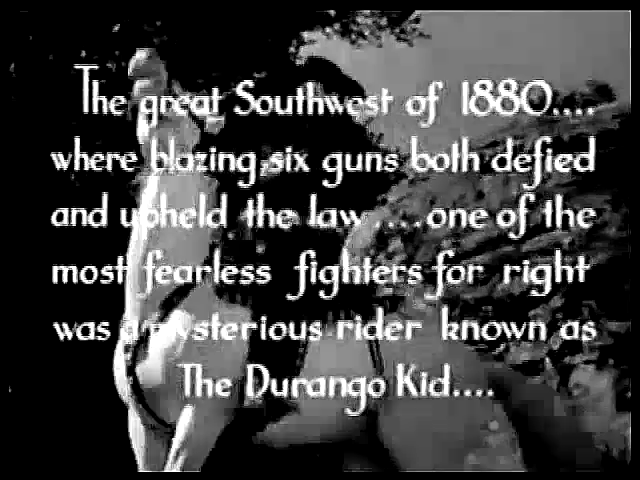 The great Southwest of 1880....
where blazing six guns both defied
and upheld the law ....one of the
most fearless fighters for right
was a mysterious rider known as
The Durango Kid....